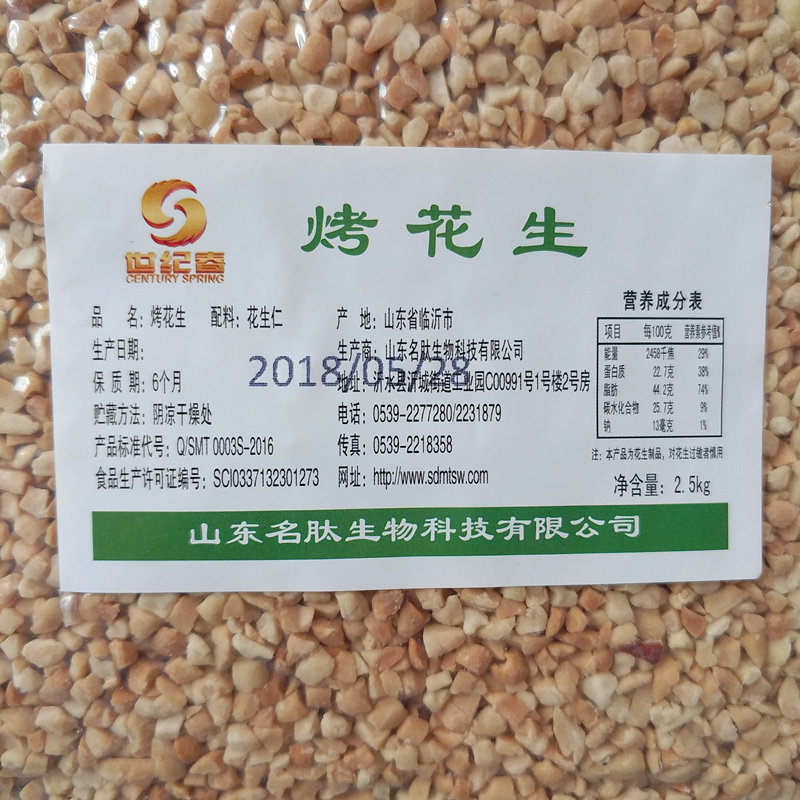 世纪春
CENTURY SPRING
烤花生
品 名：烤花生 配料：花生仁
生产日期：
2018/05/28
保 质 期：6个月
贮藏方法：阴凉干燥处
产品标准代号：Q/SMT 0003S-2016
食品生产许可证编号：SCI0337132301273
产 地：山东省临沂市
生产商：山东名肽生物科技有限公司
地址：沂水县沂城街道工业园C00991号1号楼2号房
电话：0539-2277280/2231879
传真：0539-2218358
网址：http://www.sdmtsw.com
营养成分表
项目 每100克 营养素参考值%
能量 2458千焦 29%
蛋白质 22.7克 38%
脂肪 44.2克 74%
碳水化合物 25.7克 9%
钠 13毫克 1%
注：本产品为花生制品，对花生过敏者慎用
净含量：2.5kg
山东名肽生物科技有限公司